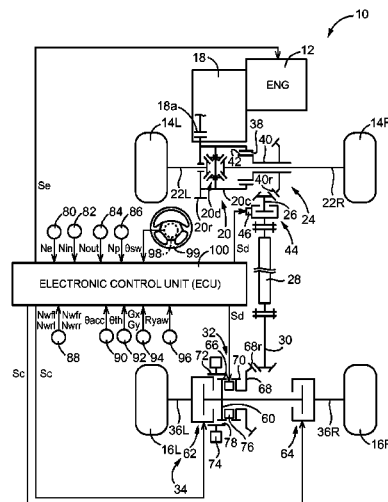 10
18
12
ENG
18a
38
40
14L
14R
42
40r
22L
20d
20c
22R
20r
20
26
24
Se
46
44
80
82
84
86
Ne
Nin
Nout
Np
θsw
98
99
100
Sd
28
ELECTRONIC CONTROL UNIT (ECU)
Nwfl
Nwrl
Nwfr
Nwrr
θacc
θth
Gx
Gy
Ryaw
Sd
30
32
66
70
68r
72
68
88
90
92
94
96
Sc
Sc
60
36L
36R
16L
62
78
76
64
16R
74
34